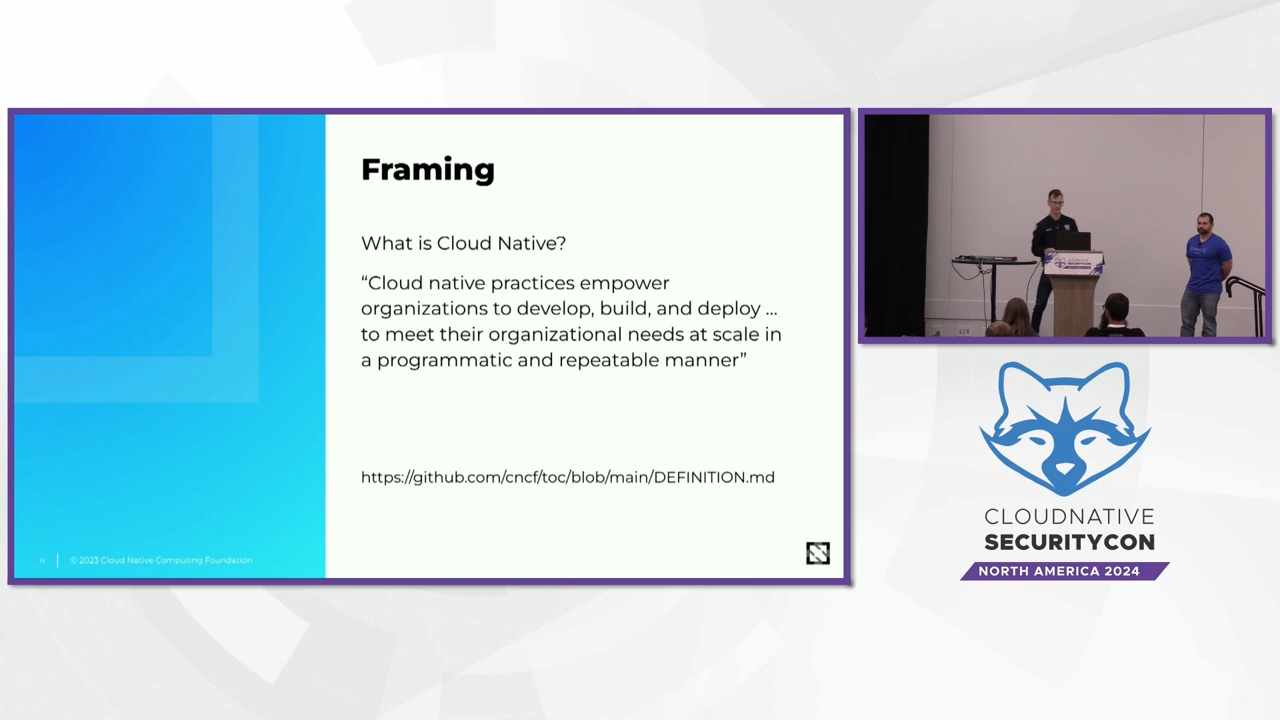 Framing
What is Cloud Native?
“Cloud native practices empower
organizations to develop, build, and deploy ...
to meet their organizational needs at scale in
a programmatic and repeatable manner”
https://github.com/cncf/toc/blob/main/DEFINITION.md
© 2023 Cloud Native Computing Foundation
CLOUDNATIVE
SECURITYCON
NORTH AMERICA 2024